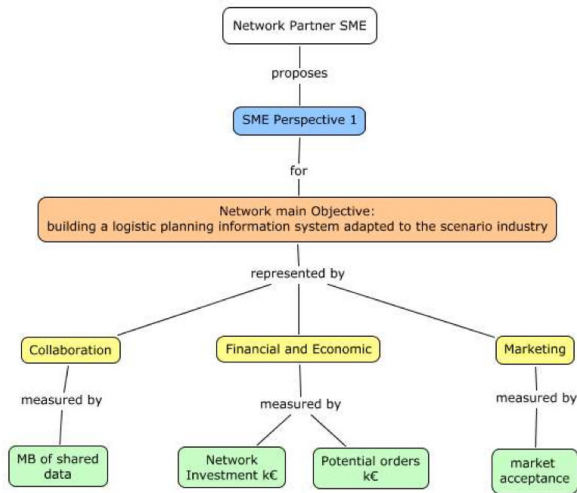 Network Partner SME
proposes
SME Perspective 1
for
Network main Objective:
building a logistic planning information system adapted to the scenario industry
represented by
Collaboration
Financial and Economic
Marketing
measured by
measured by
measured by
MB of shared
data
Network
Investment k€
Potential orders
k€
market
acceptance